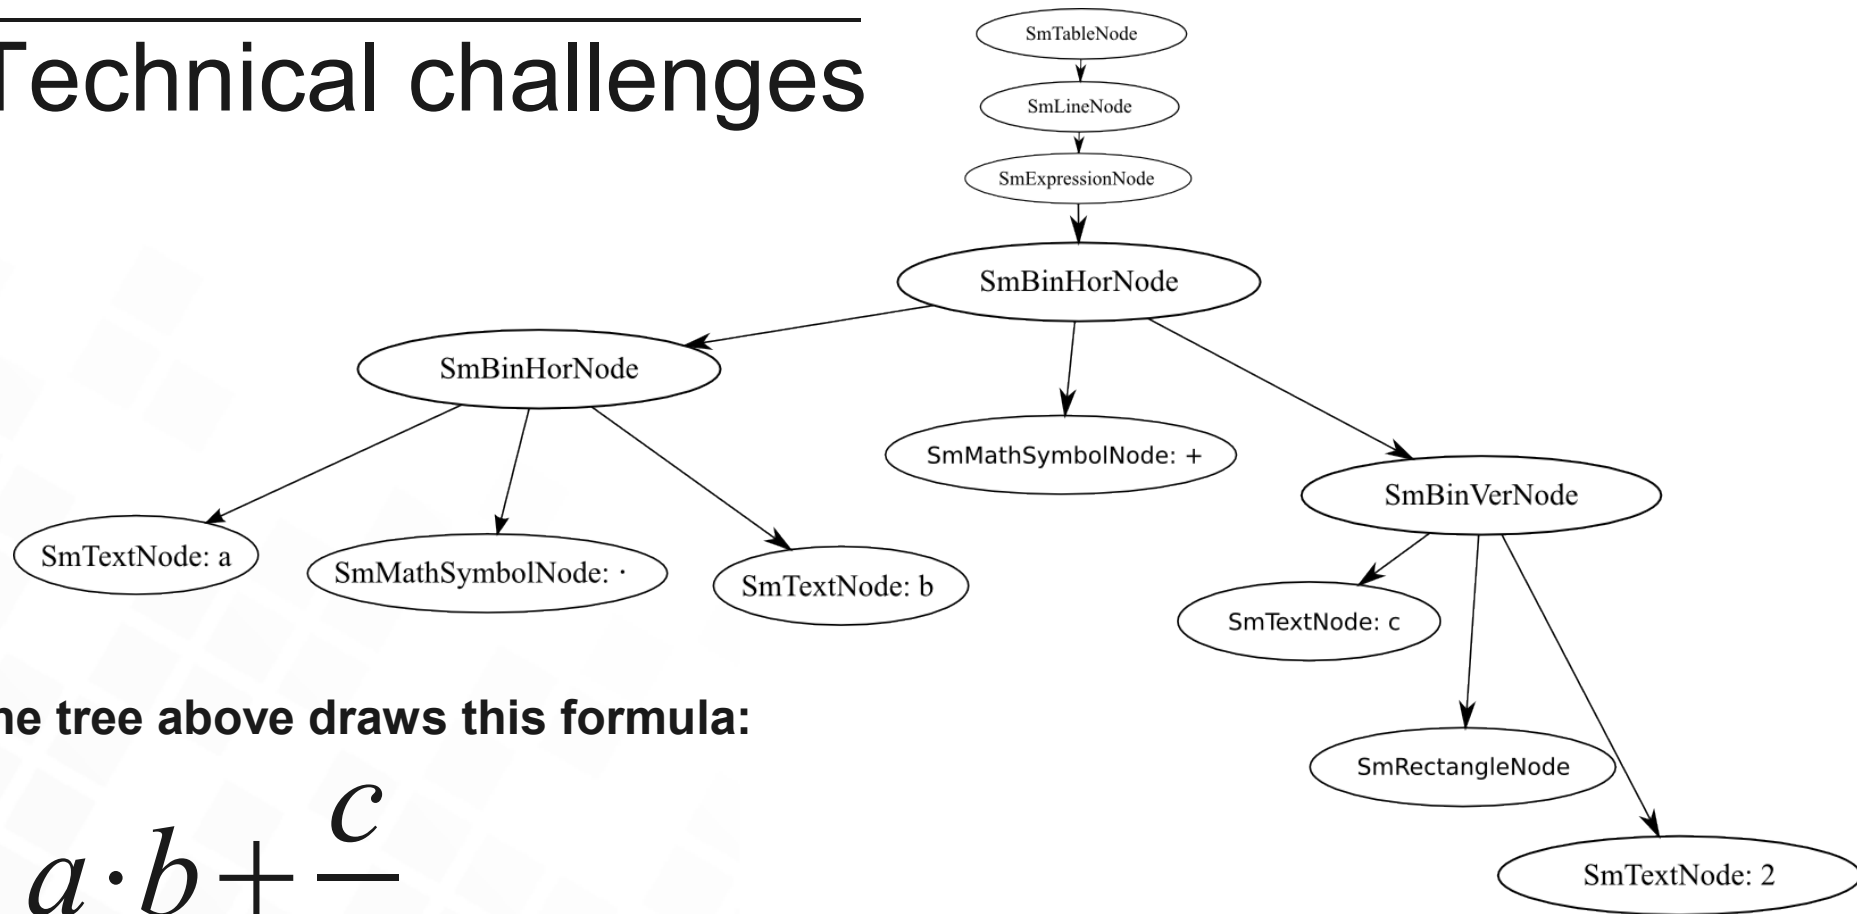 Technical challenges
SmTableNode
SmLineNode
SmExpressionNode
SmBinHorNode
SmBinHorNode
SmMathSymbolNode: +
SmBinVerNode
SmTextNode: a
SmMathSymbolNode: ·
SmTextNode: b
SmTextNode: c
SmRectangleNode
SmTextNode: 2
he tree above draws this formula:
c
a·b+